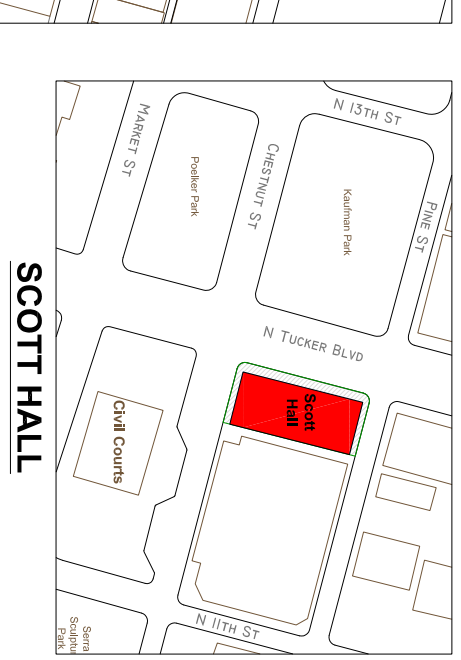 N 13TH ST
MARKET ST
CHESTNUT ST
PINE ST
Poelker Park
Kaufman Park
N TUCKER BLVD
Scott
Hall
Civil Courts
N 11TH ST
Serra
Sculptu
Park
SCOTT HALL